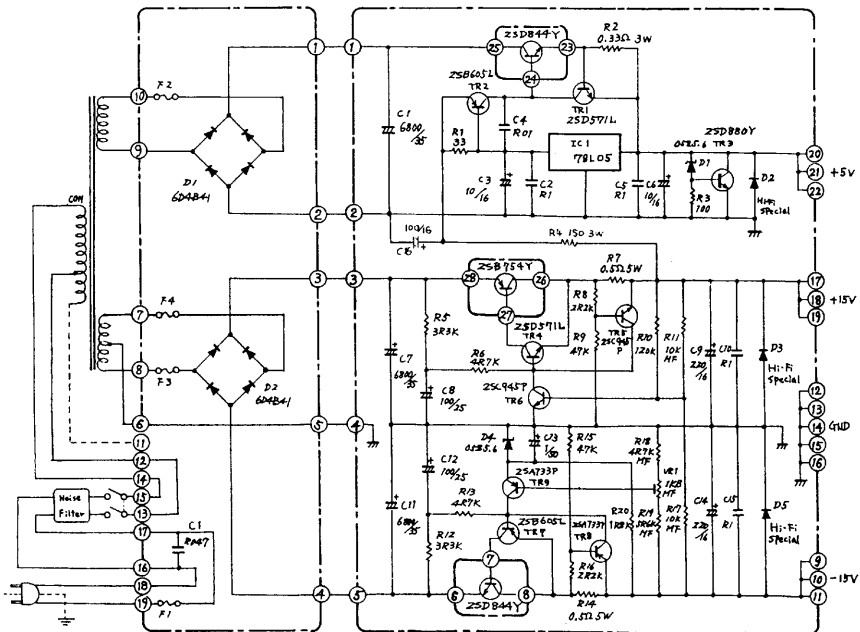 COM
10
F2
9
D1
6D4B41
7
F4
8
F3
D2
6D4B41
6
11
12
14
15
13
17
16
18
19
F1
Noise
Filter
C1
R047
1
2
3
5
4
1
2
3
4
5
25
2SD844Y
23
24
R2
0.33Ω 3W
2SB605L
TR2
TR1
2SD571L
C1
6800
/35
R1
33
C4
R01
IC1
78L05
C3
10/16
C2
R1
C5
R1
C6
10/16
05Z5.6
D1
R3
100
2SD880Y
TR3
D2
Hi-Fi
Special
20
21
22
+5V
100/16
R4 150 3W
28
2SB754Y
26
27
R7
0.5Ω5W
R8
2R2K
R5
3R3K
2SD571L
TR4
TR5
2SC945
P
R6
4R7K
R9
47K
R10
120K
R11
10K
MF
C7
6800
/35
C8
100
/25
2SC945P
TR6
C9
220
/16
C10
R1
D3
Hi-Fi
Special
17
18
19
+15V
12
13
14
15
16
GND
D4
05Z5.6
C13
1/50
R15
47K
R18
4R7K
MF
VR1
1KB
MF
C12
100/25
2SA733P
TR9
R13
4R7K
C11
6800
/35
2SB605L
2SA733P
TR8
R20
R19
5R6K
MF
R17
10K
MF
C14
220
/16
R1
D5
Hi-Fi
Special
R12
3R3K
R16
2R2K
7
6
8
2SD844Y
R14
0.5Ω5W
9
10
11
-15V